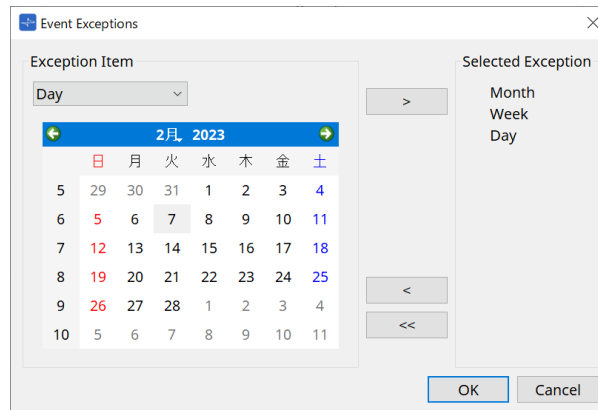 Event Exceptions
Exception Item
Selected Exception
Day
>
Month
Week
Day
2月, 2023
日 月 火 水 木 金 土
5 29 30 31 1 2 3 4
6 5 6 7 8 9 10 11
7 12 13 14 15 16 17 18
8 19 20 21 22 23 24 25
9 26 27 28 1 2 3 4
10 5 6 7 8 9 10 11
<
<<
OK Cancel